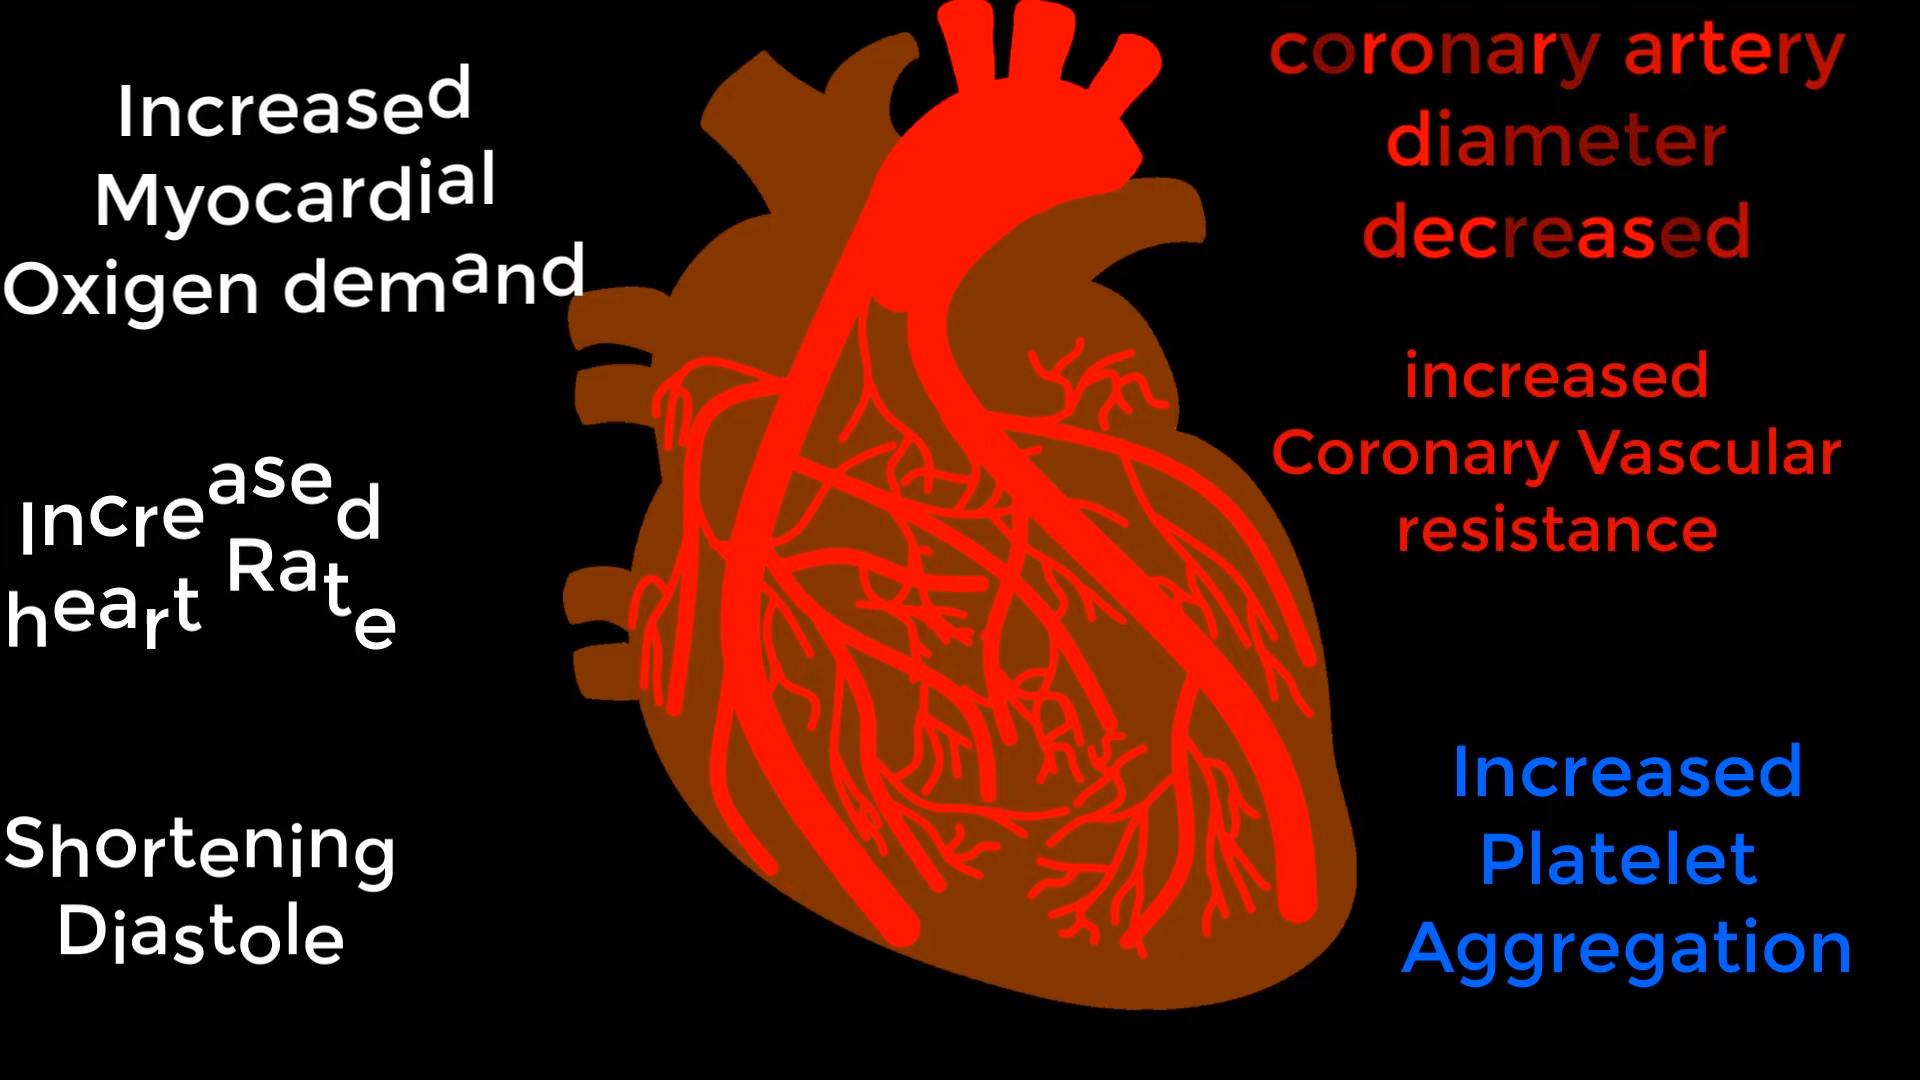 Increased
Myocardial
Oxigen demand
Increased
heart Rate
Shortening
Diastole
coronary artery
diameter
decreased
increased
Coronary Vascular
resistance
Increased
Platelet
Aggregation